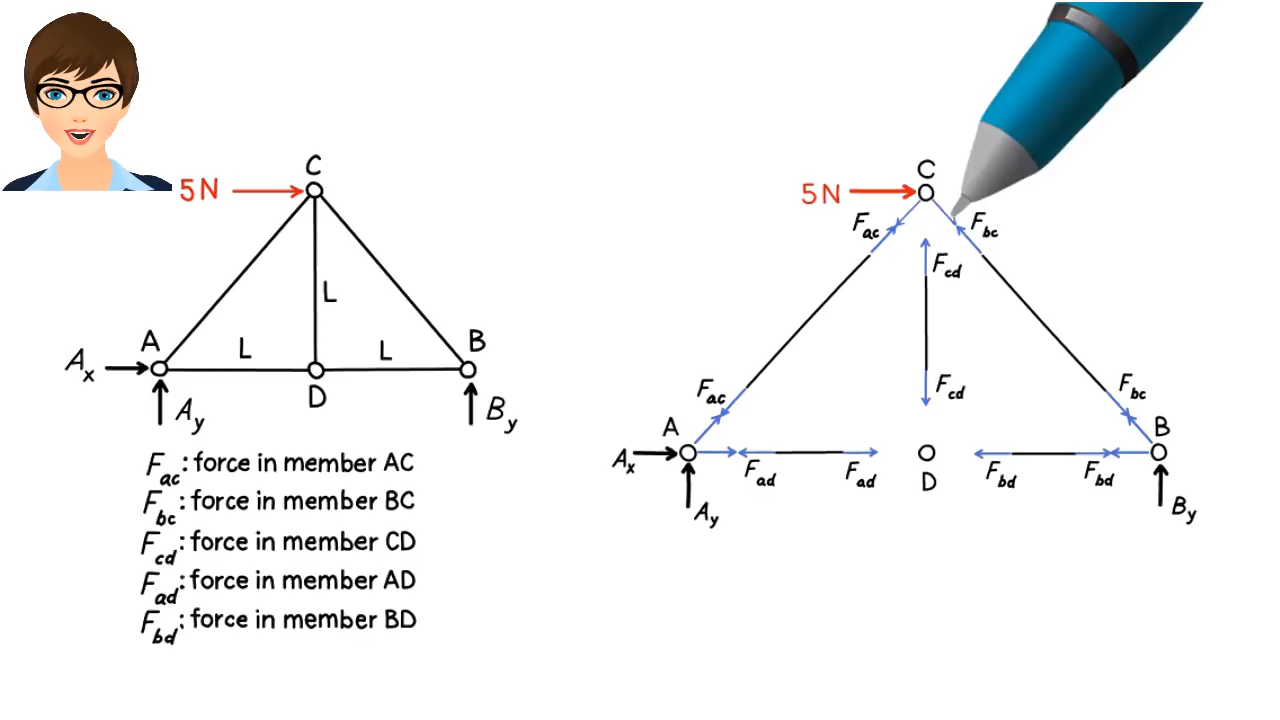 C
5N
L
A
L
L
B
Ax
D
Ay
By
Fac: force in member AC
Fbc: force in member BC
Fcd: force in member CD
Fad: force in member AD
Fbd: force in member BD
C
5N
Fac
Fbc
Fcd
Fac
Fcd
Fbc
A
B
Ax
Fad
Fad
D
Fbd
Fbd
Ay
By